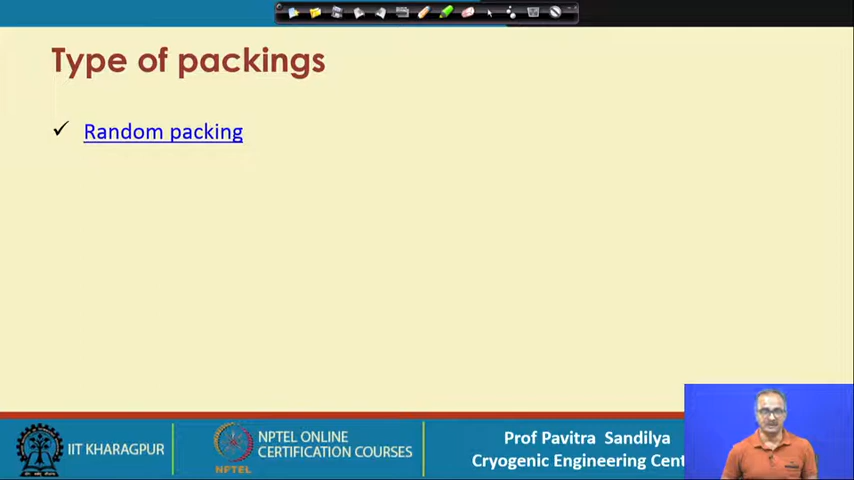 Type of packings
✓ Random packing
IIT KHARAGPUR
NPTEL
NPTEL ONLINE
CERTIFICATION COURSES
Prof Pavitra Sandilya
Cryogenic Engineering Cent